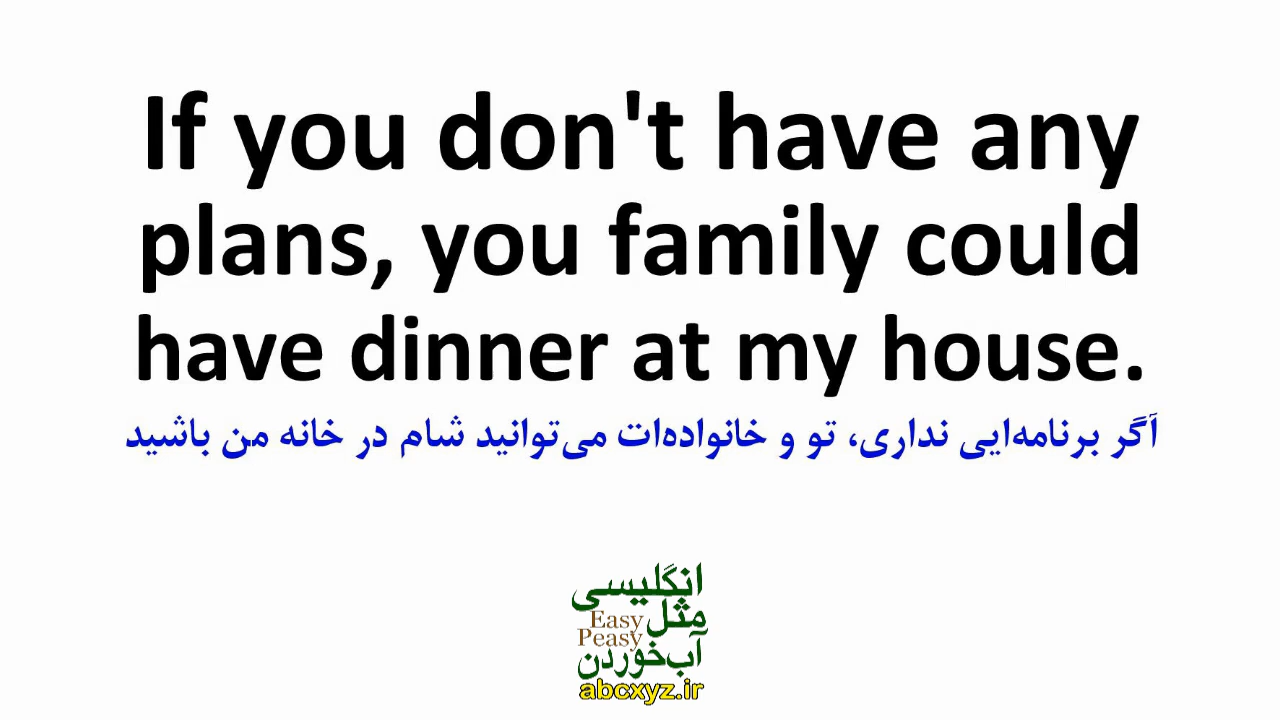 If you don't have any
plans, you family could
have dinner at my house.
اَگر برنامه‌ایی نداری، تو و خانواده‌ات می‌توانید شام در خانه من باشید
انگلیسی
مثل
Easy
Peasy
آب‌خوردن
abcxyz.ir